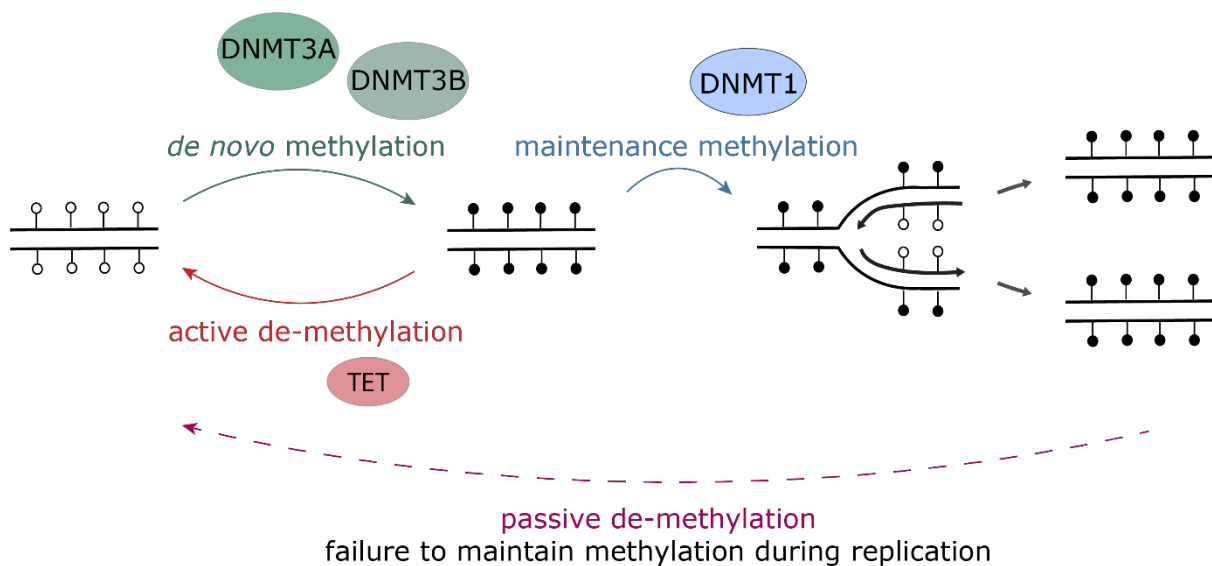 DNMT3A
DNMT3B
DNMT1
de novo methylation
maintenance methylation
active de-methylation
TET
passive de-methylation
failure to maintain methylation during replication